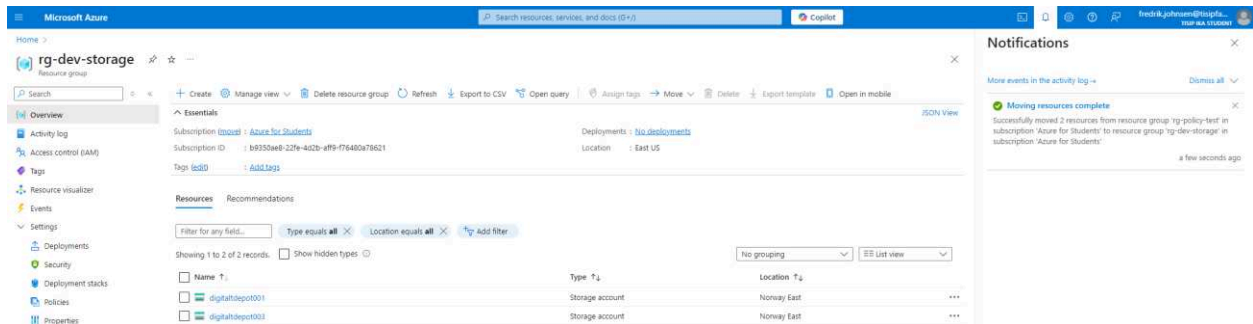 Microsoft Azure
Search resources, services, and docs (G+/)
Copilot
fredrik.johnsen@tisipfa...
TISIP IKA STUDENT
Home >
rg-dev-storage
Resource group
Search
Overview
Activity log
Access control (IAM)
Tags
Resource visualizer
Events
Settings
Deployments
Security
Deployment stacks
Policies
Properties
Create Manage view Delete resource group Refresh Export to CSV Open query Assign tags Move Delete Export template Open in mobile
Essentials JSON View
Subscription (move) : Azure for Students Deployments : No deployments
Subscription ID : b9350ae8-22fe-4d2b-aff9-f76480a78621 Location : East US
Tags (edit) : Add tags
Resources Recommendations
Filter for any field... Type equals all Location equals all Add filter
Showing 1 to 2 of 2 records. Show hidden types No grouping List view
Name Type Location
digitaltdepot001 Storage account Norway East
digitaltdepot003 Storage account Norway East
Notifications
More events in the activity log → Dismiss all
Moving resources complete
Successfully moved 2 resources from resource group 'rg-policy-test' in
subscription 'Azure for Students' to resource group 'rg-dev-storage' in
subscription 'Azure for Students'
a few seconds ago